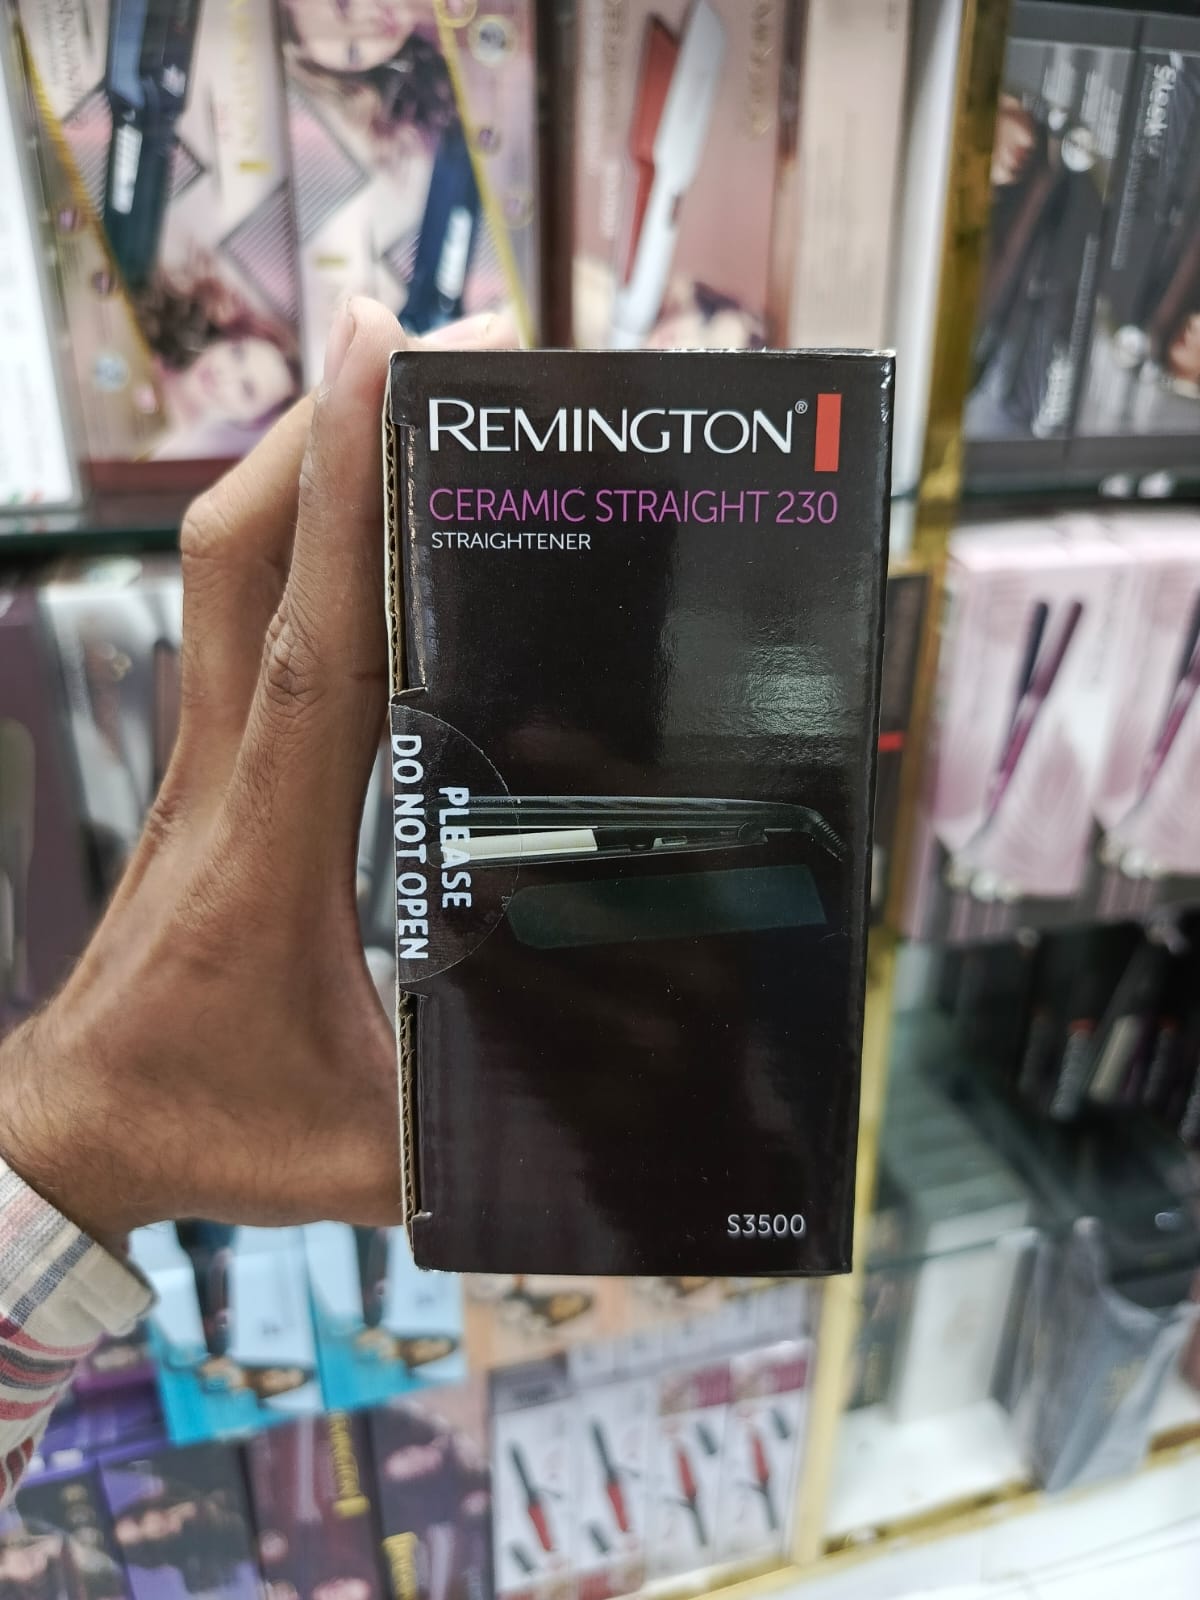 REMINGTON®
CERAMIC STRAIGHT 230
STRAIGHTENER
PLEASE
DO NOT OPEN
S3500